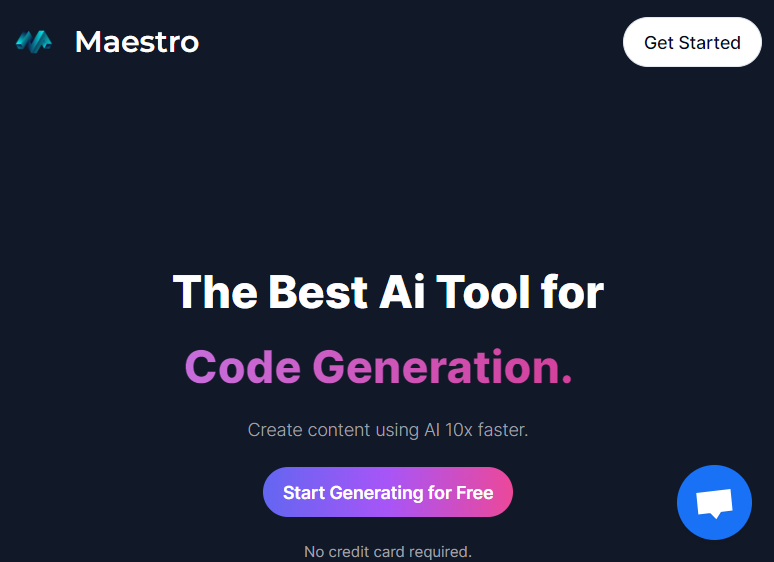 Maestro
Get Started
The Best Ai Tool for
Code Generation.
Create content using AI 10x faster.
Start Generating for Free
No credit card required.